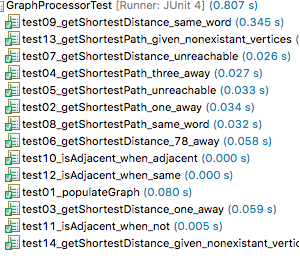 GraphProcessorTest [Runner: JUnit 4] (0.807 s)
test09_getShortestDistance_same_word (0.345 s)
test13_getShortestPath_given_nonexistant_vertices (
test07_getShortestDistance_unreachable (0.026 s)
test04_getShortestPath_three_away (0.027 s)
test05_getShortestPath_unreachable (0.033 s)
test02_getShortestPath_one_away (0.034 s)
test08_getShortestPath_same_word (0.032 s)
test06_getShortestDistance_78_away (0.058 s)
test10_isAdjacent_when_adjacent (0.000 s)
test12_isAdjacent_when_same (0.000 s)
test01_populateGraph (0.080 s)
test03_getShortestDistance_one_away (0.059 s)
test11_isAdjacent_when_not (0.005 s)
test14_getShortestDistance_given_nonexistant_vertic